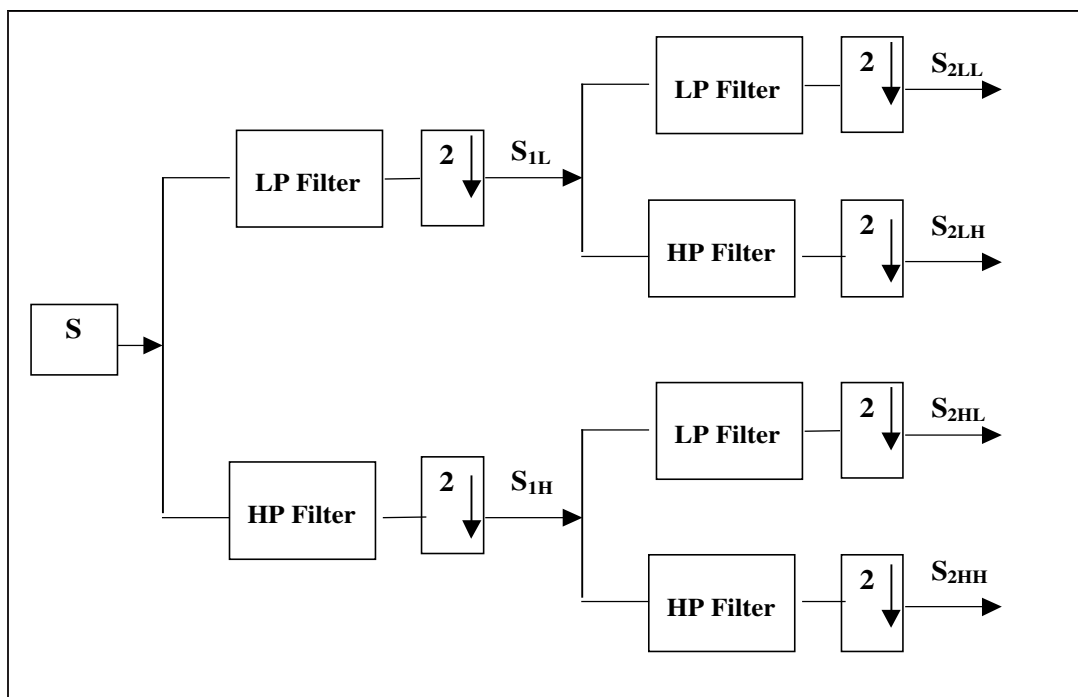 S
LP Filter
2
S1L
HP Filter
2
S1H
LP Filter
2
S2LL
HP Filter
2
S2LH
LP Filter
2
S2HL
HP Filter
2
S2HH